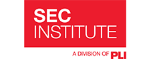 SEC
INSTITUTE
A DIVISION OF PLI